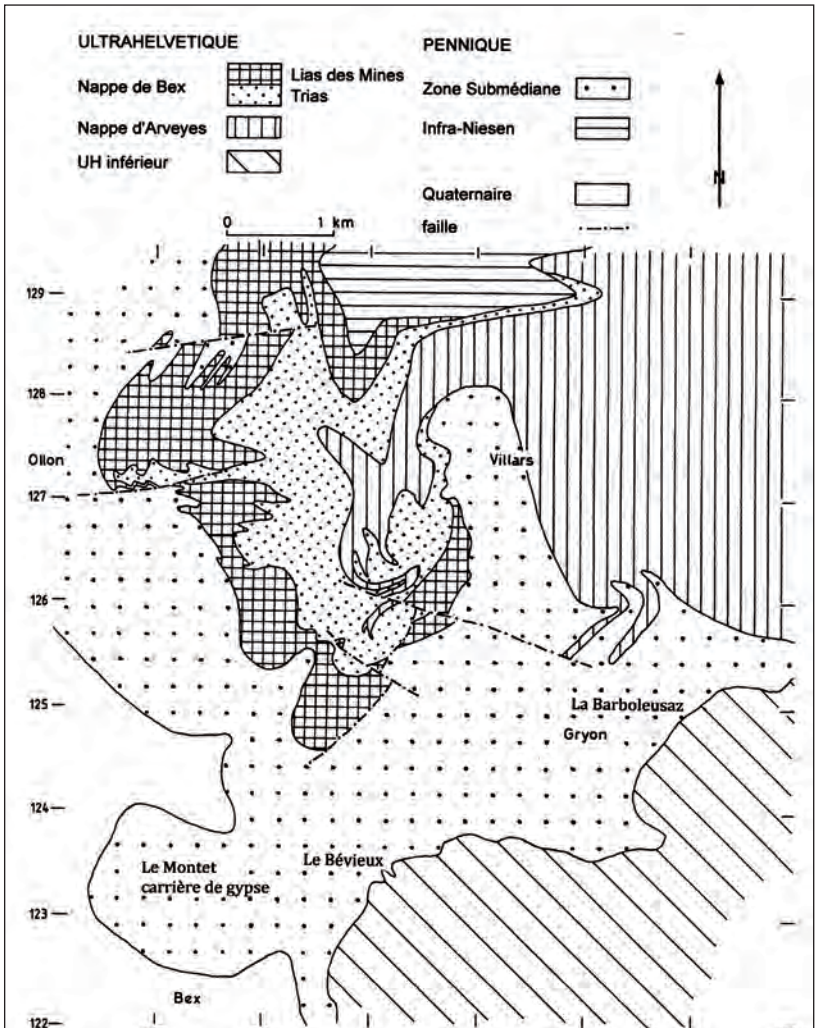 ULTRAHELVETIQUE
Nappe de Bex
Lias des Mines
Trias
Nappe d'Arveyes
UH inférieur
PENNIQUE
Zone Submédiane
Infra-Niesen
Quaternaire
faille
N
0 1 km
129
128
Ollon
Villars
127
126
125
La Barboleusaz
Gryon
124
Le Montet
carrière de gypse
Le Bévieux
123
Bex
122